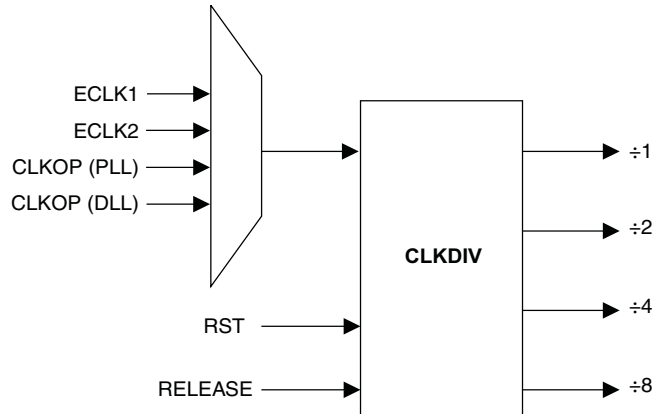 ECLK1
ECLK2
CLKOP (PLL)
CLKOP (DLL)
RST
RELEASE
CLKDIV
÷1
÷2
÷4
÷8